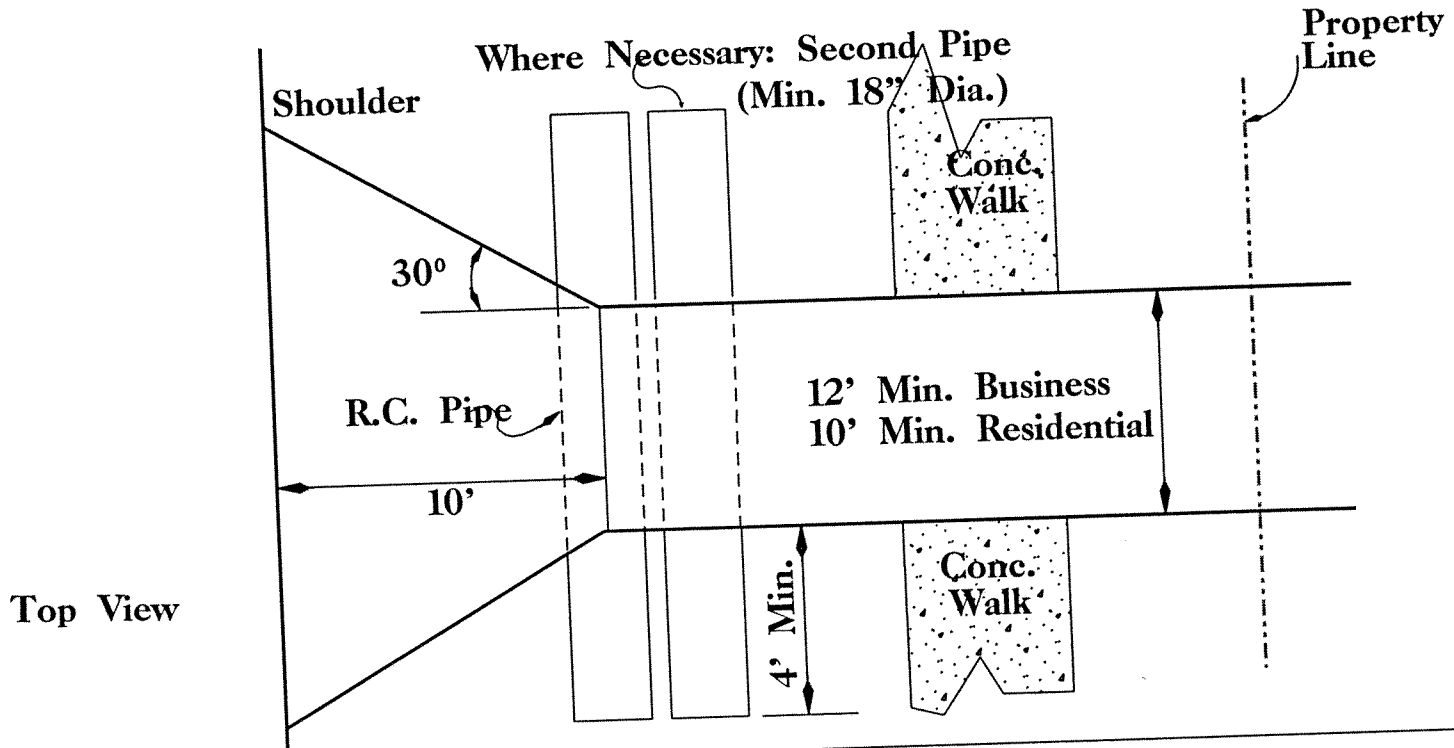 Property
Line
Where Necessary: Second Pipe
(Min. 18” Dia.)
Shoulder
Conc.
Walk
30°
12’ Min. Business
10’ Min. Residential
R.C. Pipe
10’
4’ Min.
Conc.
Walk
Top View